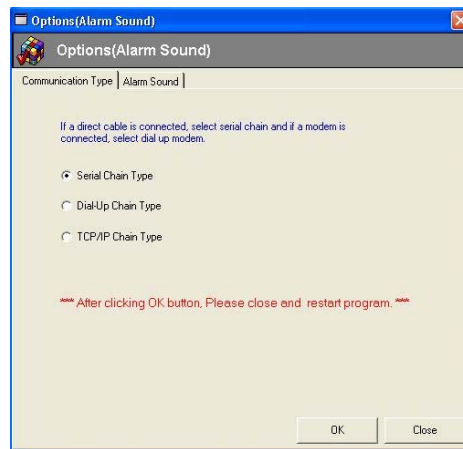 Options(Alarm Sound)
Options(Alarm Sound)
Communication Type Alarm Sound
If a direct cable is connected, select serial chain and if a modem is
connected, select dial up modem.
Serial Chain Type
Dial-Up Chain Type
TCP/IP Chain Type
*** After clicking OK button, Please close and restart program. ***
OK Close